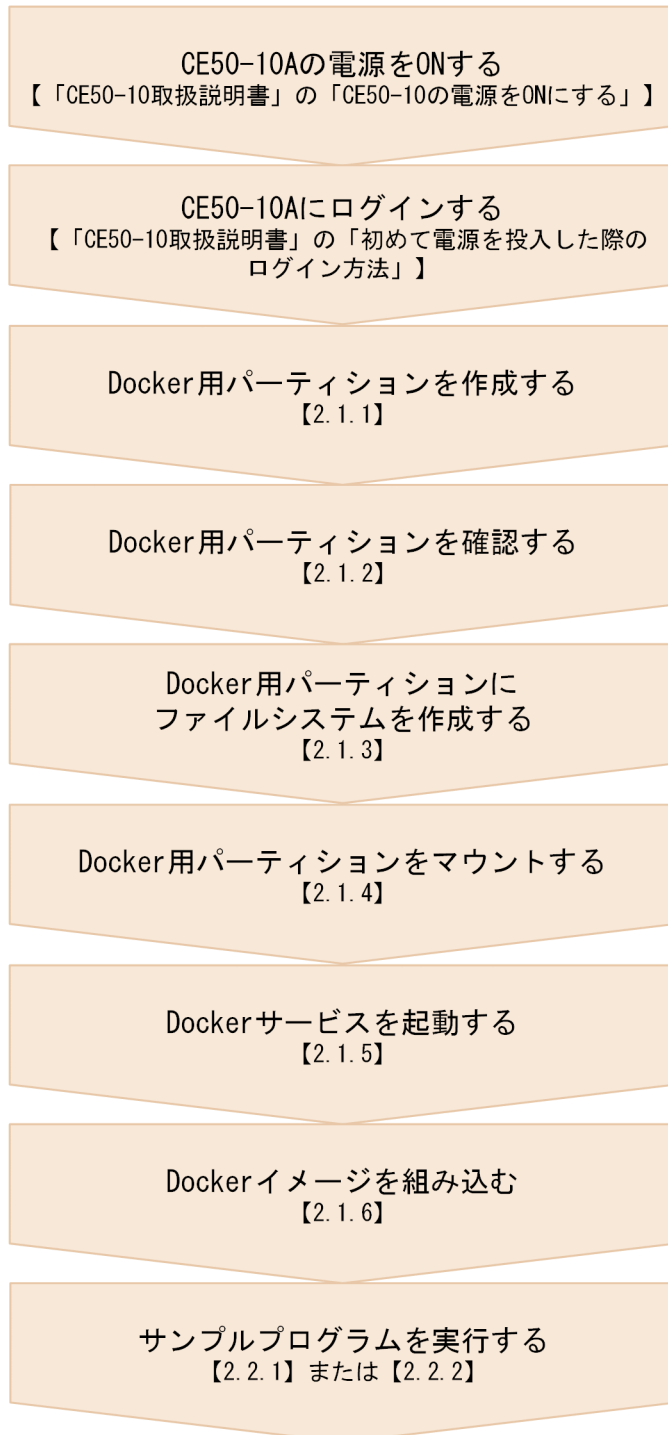 CE50-10Aの電源をONする
【「CE50-10取扱説明書」の「CE50-10の電源をONにする」】
CE50-10Aにログインする
【「CE50-10取扱説明書」の「初めて電源を投入した際の
ログイン方法」】
Docker用パーティションを作成する
【2.1.1】
Docker用パーティションを確認する
【2.1.2】
Docker用パーティションに
ファイルシステムを作成する
【2.1.3】
Docker用パーティションをマウントする
【2.1.4】
Dockerサービスを起動する
【2.1.5】
Dockerイメージを組み込む
【2.1.6】
サンプルプログラムを実行する
【2.2.1】または【2.2.2】